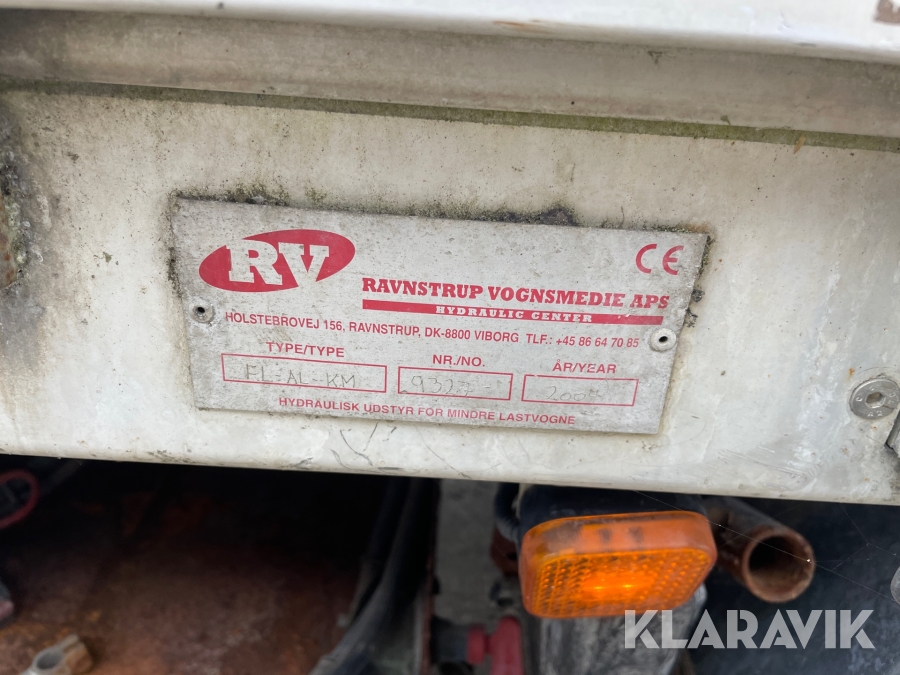 RV
CE
RAVNSTRUP VOGNSMEDIE APS
HYDRAULIC CENTER
HOLSTEBROVEJ 156, RAVNSTRUP, DK-8800 VIBORG TLF.: +45 86 64 70 85
TYPE/TYPE NR./NO. ÅR/YEAR
FL-AL-KM
HYDRAULISK UDSTYR FOR MINDRE LASTVOGNE
KLARAVIK